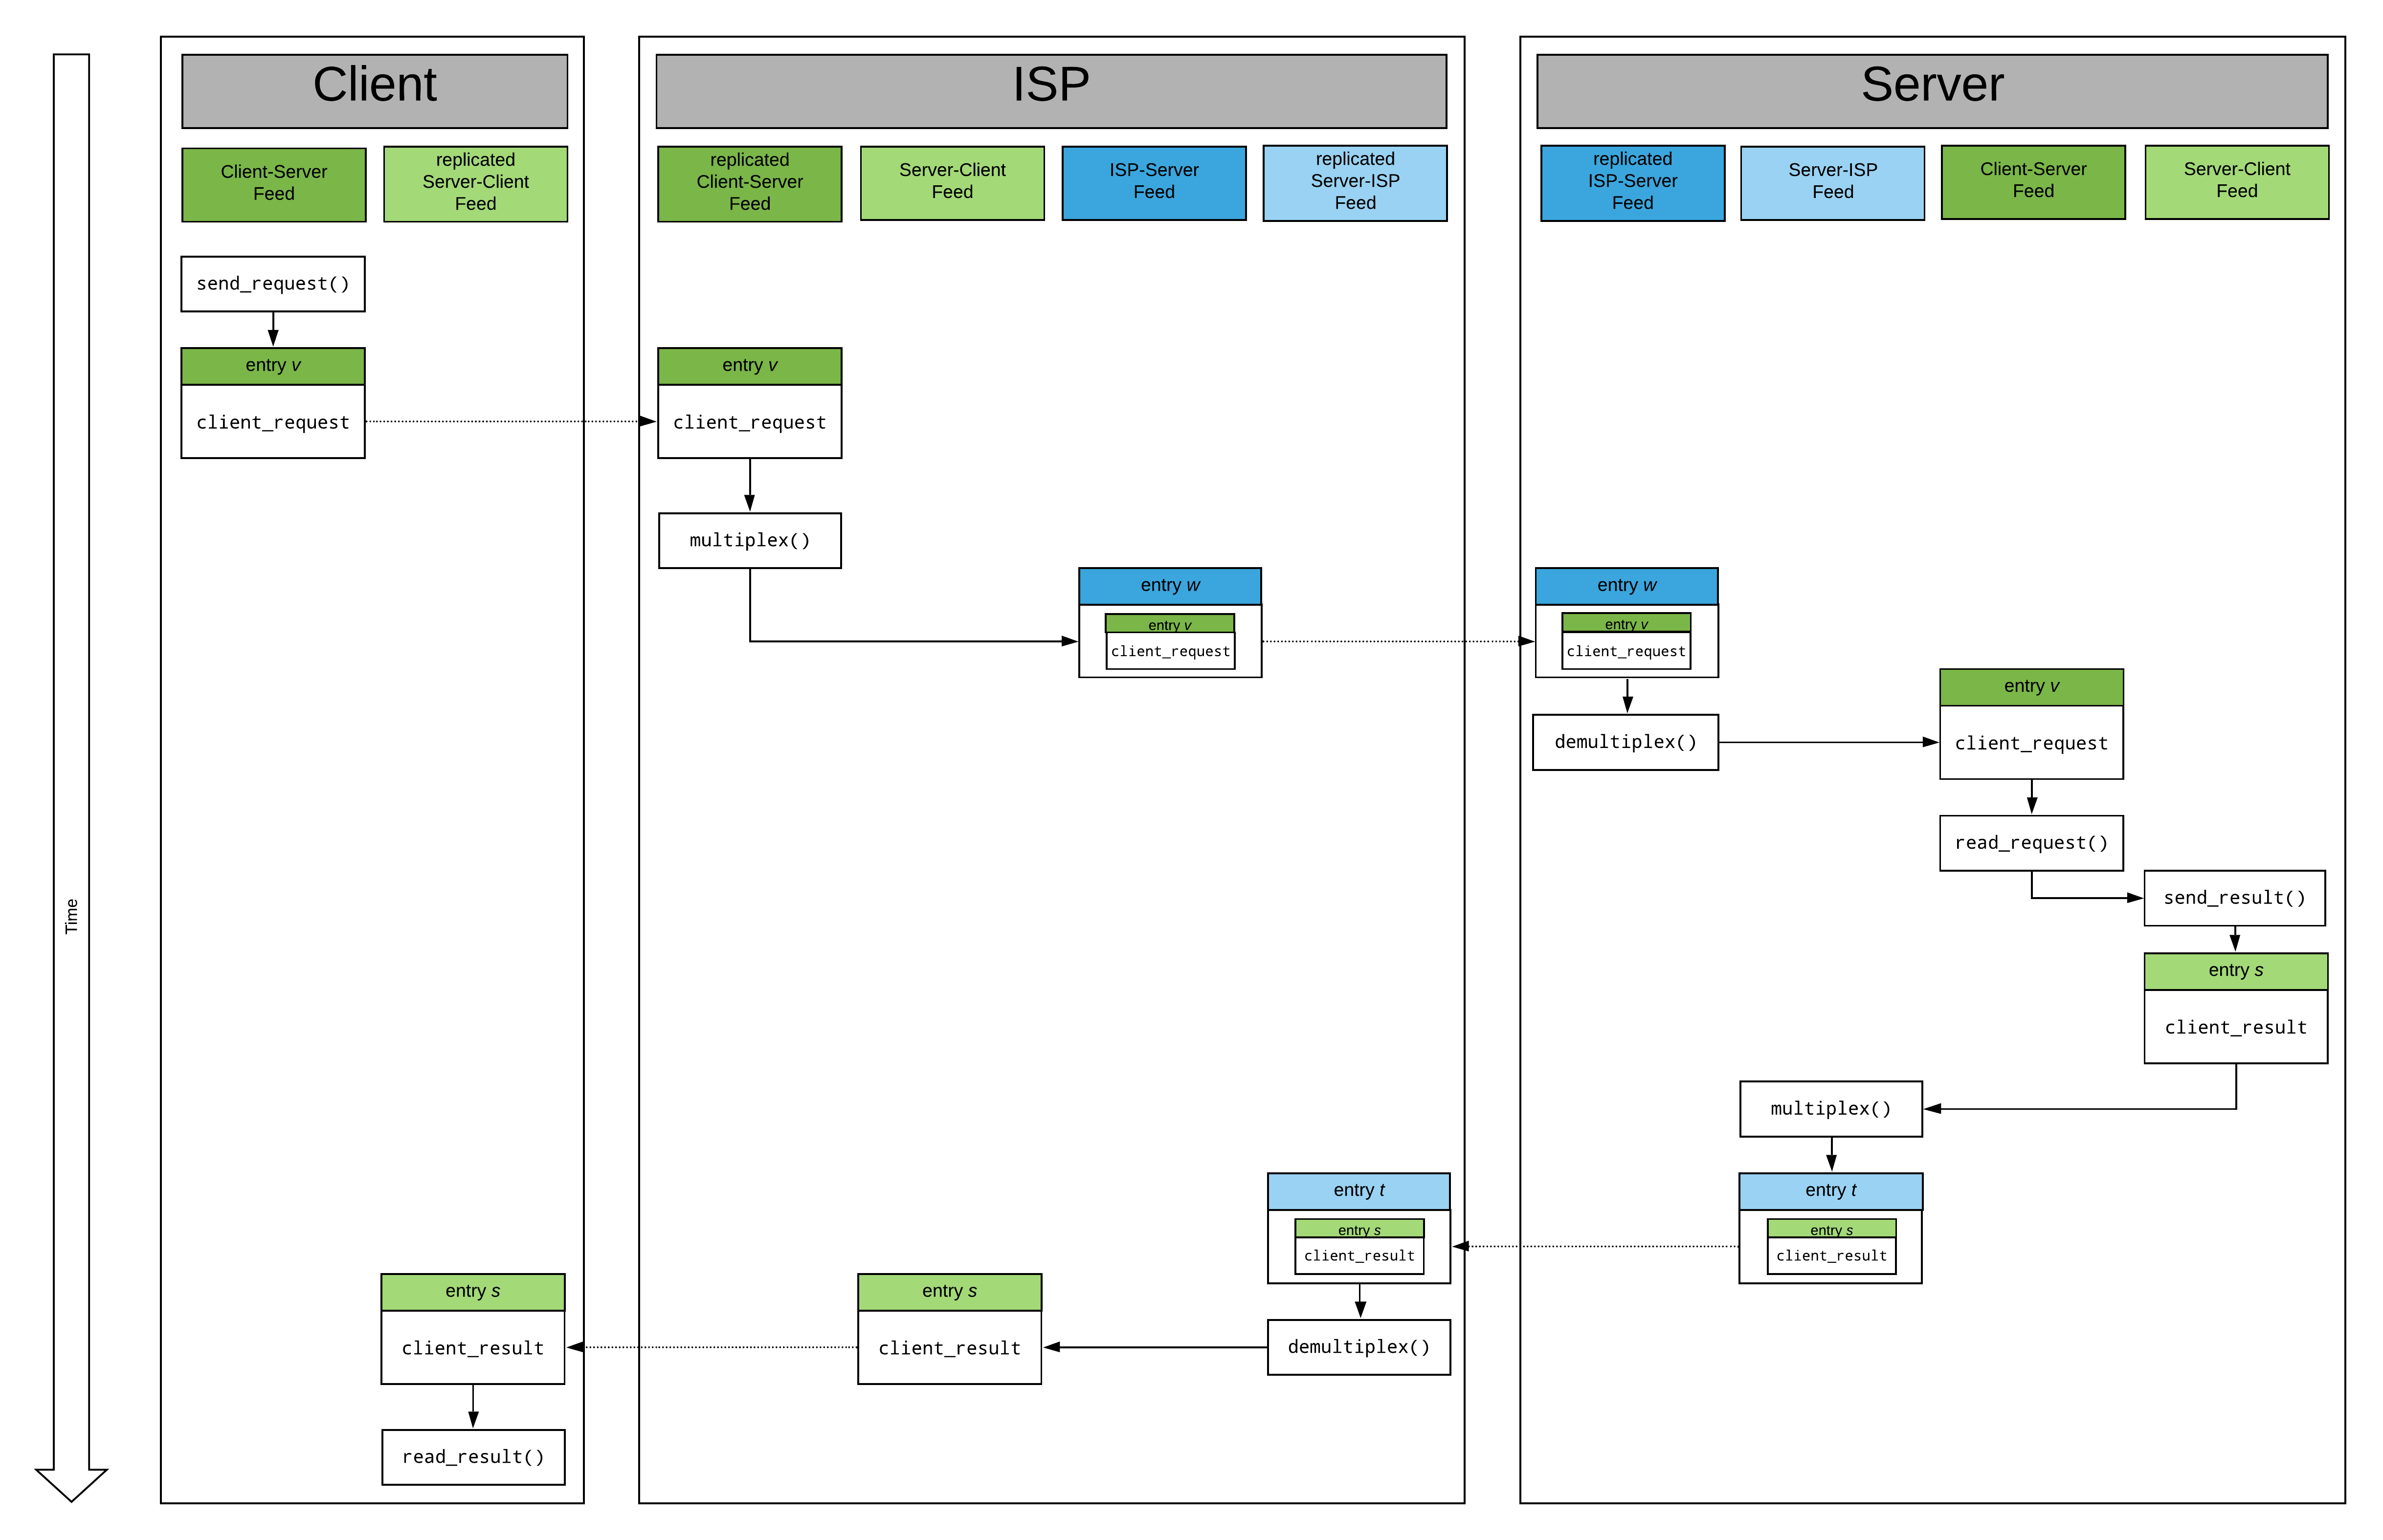 Client
ISP
Server
Client-Server
Feed
replicated
Server-Client
Feed
replicated
Client-Server
Feed
Server-Client
Feed
ISP-Server
Feed
replicated
Server-ISP
Feed
replicated
ISP-Server
Feed
Server-ISP
Feed
Client-Server
Feed
Server-Client
Feed
send_request()
entry v
client_request
entry v
client_request
multiplex()
entry w
entry v
client_request
entry w
entry v
client_request
demultiplex()
entry v
client_request
read_request()
send_result()
Time
entry s
client_result
multiplex()
entry t
entry s
client_result
entry t
entry s
client_result
demultiplex()
entry s
client_result
entry s
client_result
read_result()